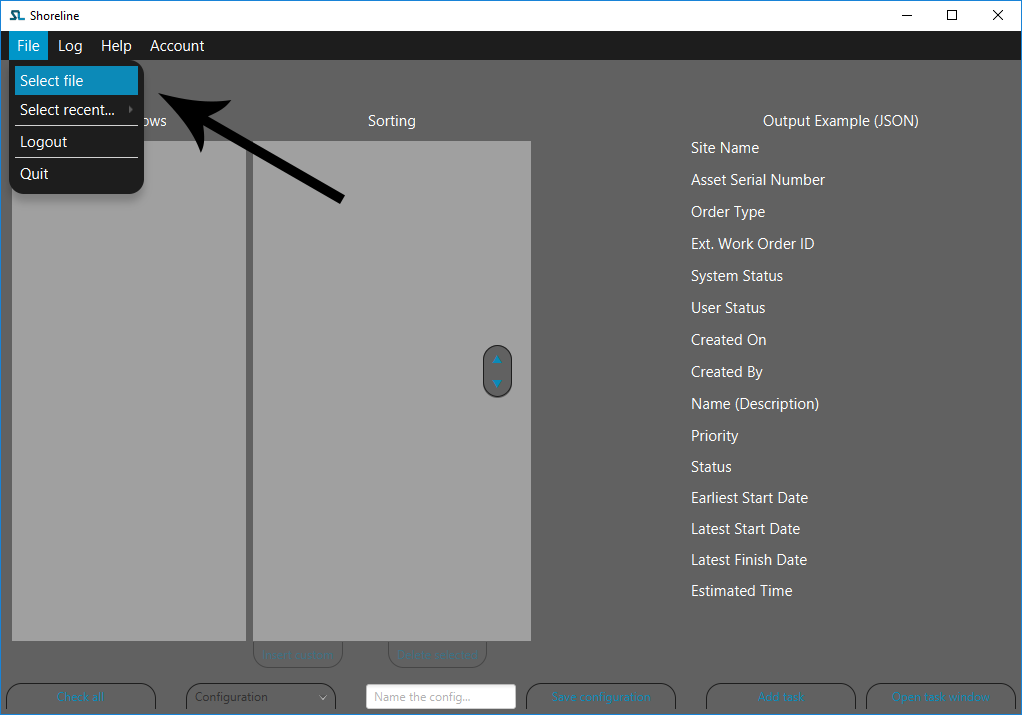 SL Shoreline
File Log Help Account
Select file
Select recent...
Logout
Quit
Sorting
Output Example (JSON)
Site Name
Asset Serial Number
Order Type
Ext. Work Order ID
System Status
User Status
Created On
Created By
Name (Description)
Priority
Status
Earliest Start Date
Latest Start Date
Latest Finish Date
Estimated Time
Delete selected
Check all
Configuration
Name the config...
Save configuration
Add task
Open task window